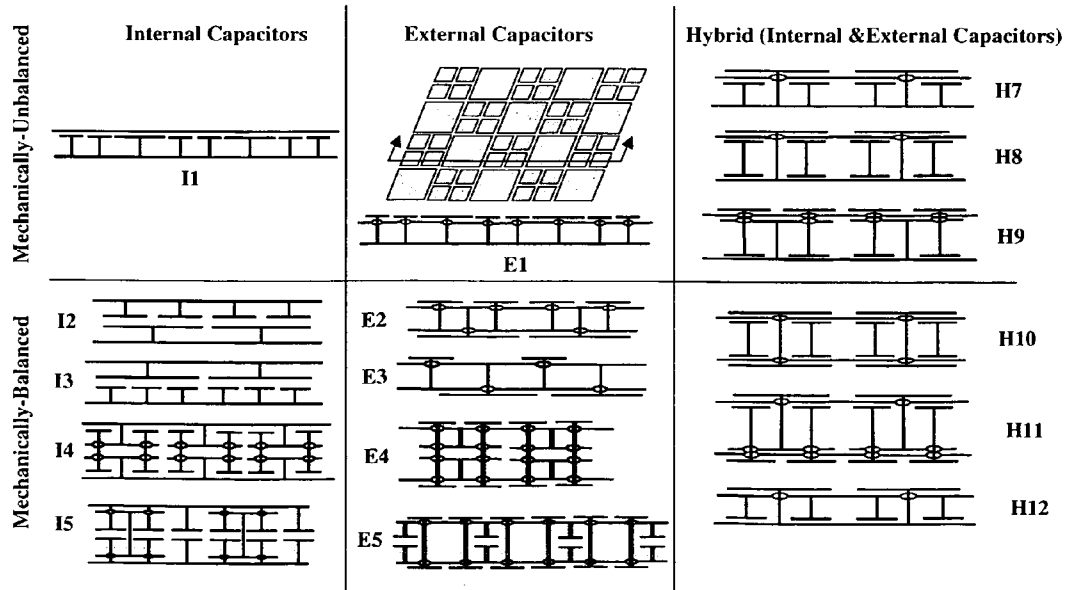 Internal Capacitors
External Capacitors
Hybrid (Internal &External Capacitors)
Mechanically-Unbalanced
I1
E1
H7
H8
H9
Mechanically-Balanced
I2
I3
I4
I5
E2
E3
E4
E5
H10
H11
H12